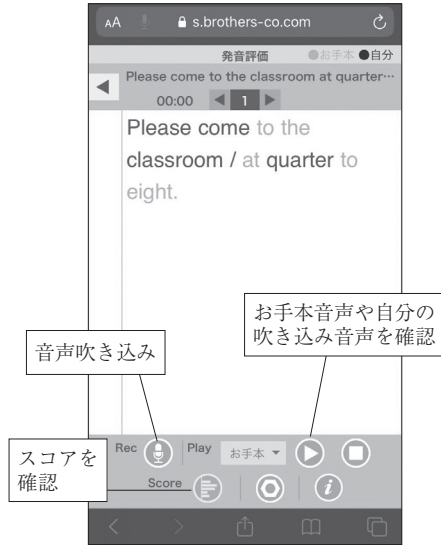 AA s.brothers-co.com
発音評価 ●お手本 ●自分
Please come to the classroom at quarter…
00:00 1
Please come to the
classroom / at quarter to
eight.
お手本音声や自分の
吹き込み音声を確認
音声吹き込み
Rec Play お手本
スコアを
確認
Score i